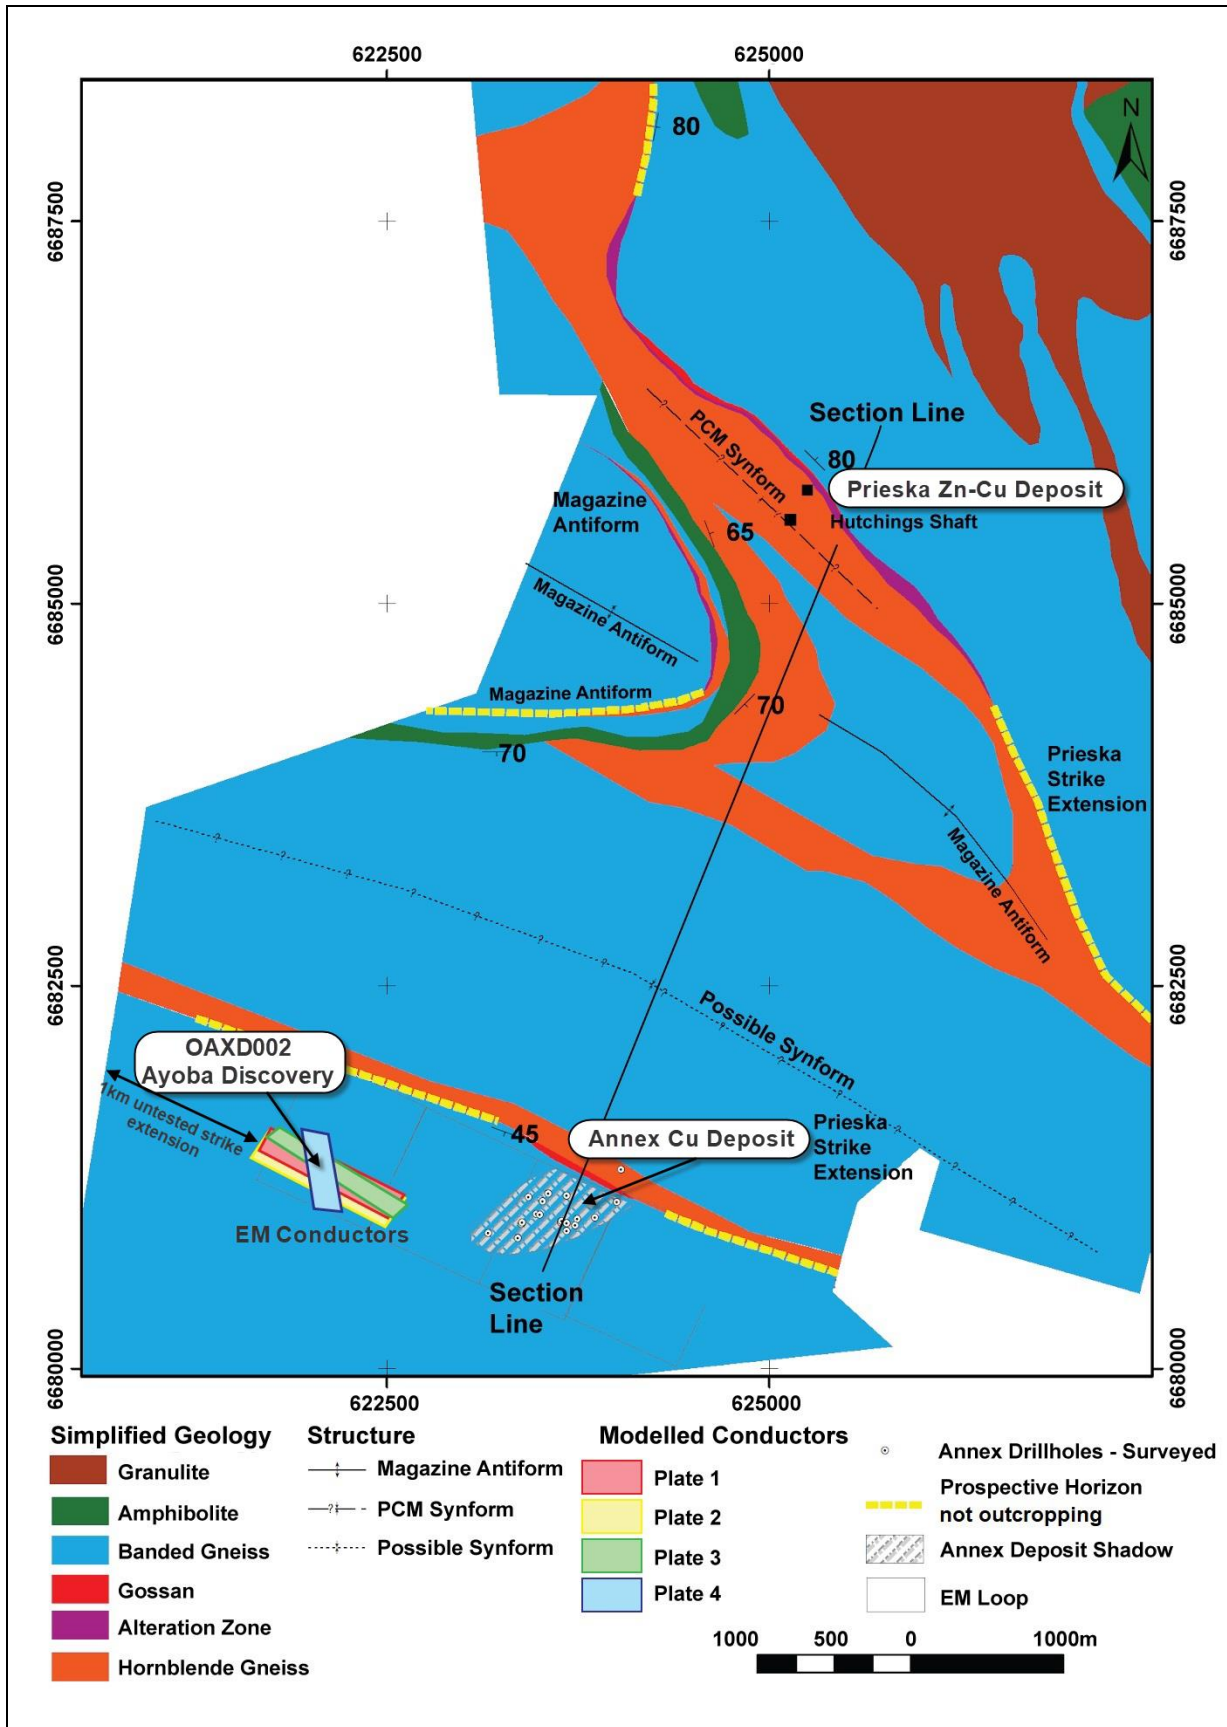 622500
625000
N
80
6687500
6687500
Section Line
PCM Synform
80
Prieska Zn-Cu Deposit
Magazine
Antiform
Hutchings Shaft
65
6685000
6685000
Magazine Antiform
Magazine Antiform
70
70
Prieska
Strike
Extension
Magazine Antiform
6682500
6682500
Possible Synform
OAXD002
Ayoba Discovery
1km untested strike
extension
45
Annex Cu Deposit
Prieska
Strike
Extension
EM Conductors
Section
Line
6680000
6680000
622500
625000
Simplified Geology
Granulite
Amphibolite
Banded Gneiss
Gossan
Alteration Zone
Hornblende Gneiss
Structure
Magazine Antiform
PCM Synform
Possible Synform
Modelled Conductors
Plate 1
Plate 2
Plate 3
Plate 4
Annex Drillholes - Surveyed
Prospective Horizon
not outcropping
Annex Deposit Shadow
EM Loop
1000 500 0 1000m